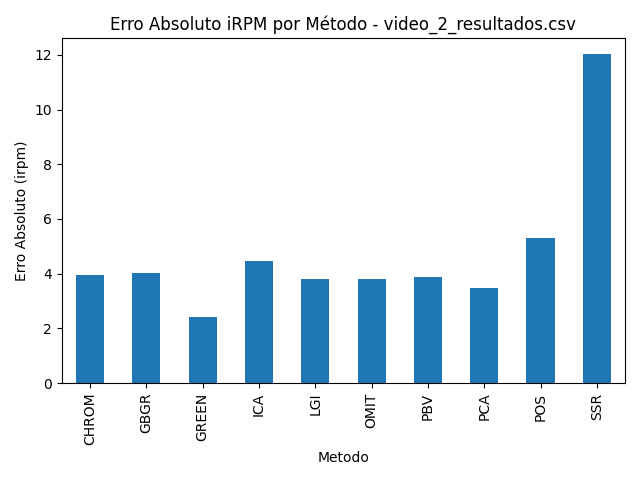 Erro Absoluto iRPM por Método - video_2_resultados.csv
Erro Absoluto (irpm)
12
10
8
6
4
2
0
CHROM
GBGR
GREEN
ICA
LGI
OMIT
PBV
PCA
POS
SSR
Metodo